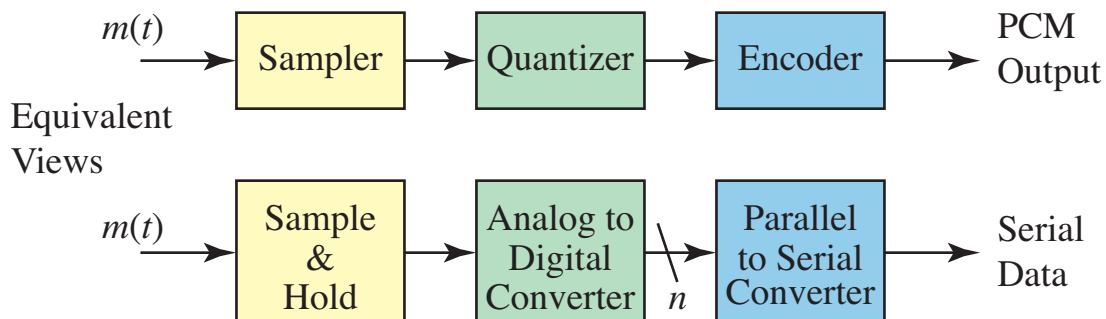 m(t)
Sampler
Quantizer
Encoder
PCM
Output
Equivalent
Views
m(t)
Sample
&
Hold
Analog to
Digital
Converter
n
Parallel
to Serial
Converter
Serial
Data